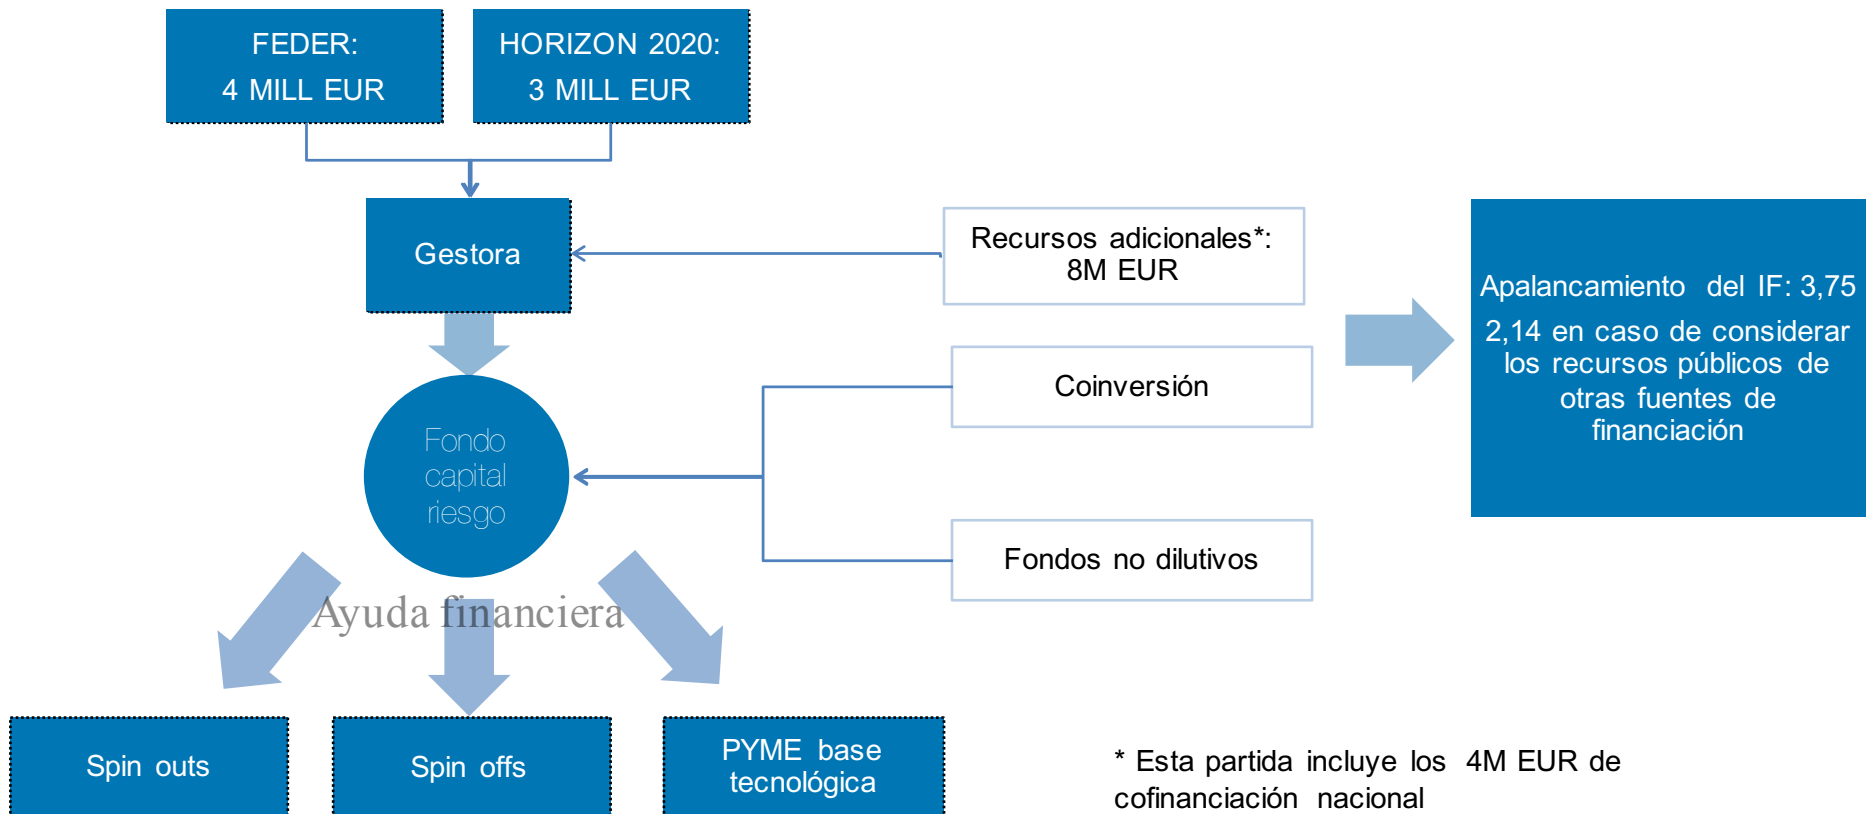 FEDER:
4 MILL EUR
HORIZON 2020:
3 MILL EUR
Gestora
Recursos adicionales*:
8M EUR
Apalancamiento del IF: 3,75
2,14 en caso de considerar
los recursos públicos de
otras fuentes de
financiación
Coinversión
Fondo
capital
riesgo
Fondos no dilutivos
Ayuda financiera
Spin outs
Spin offs
PYME base
tecnológica
* Esta partida incluye los 4M EUR de
cofinanciación nacional